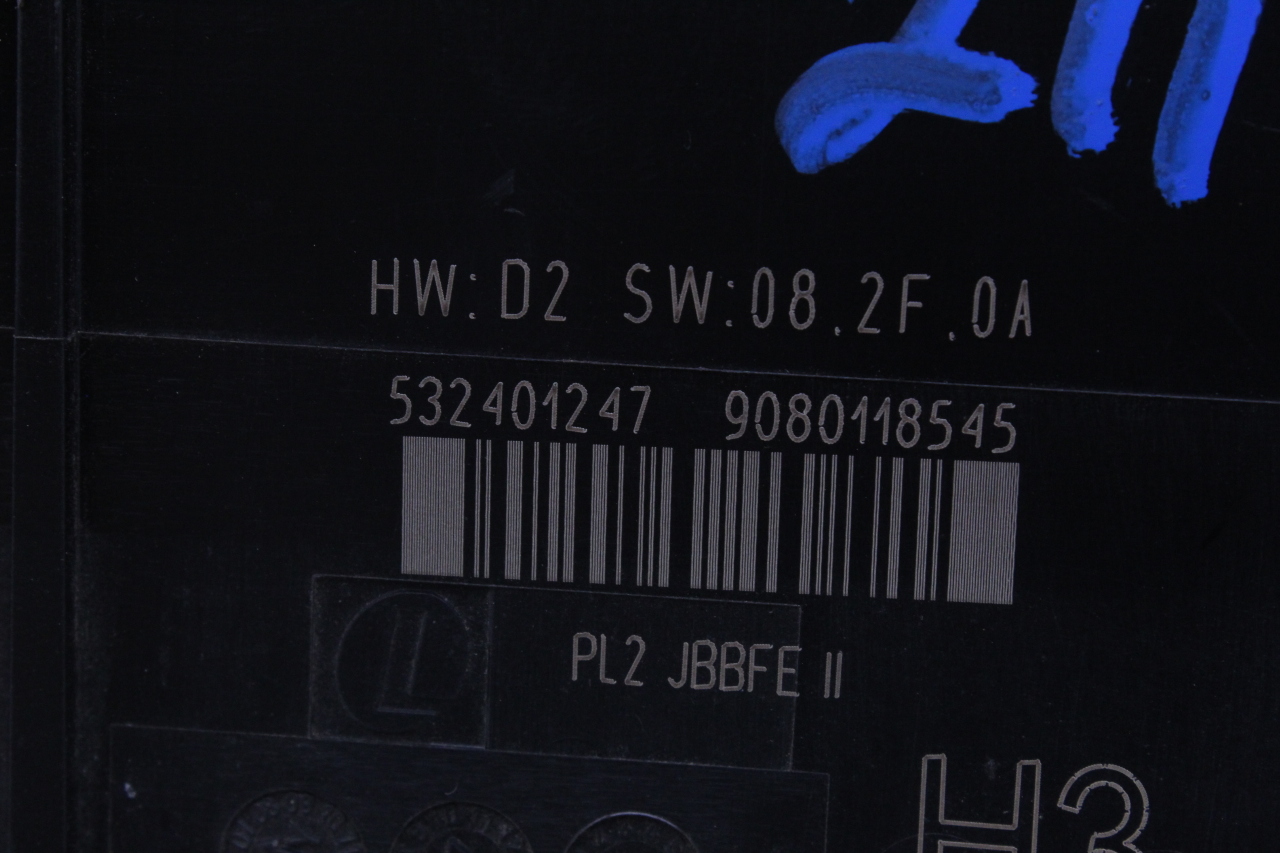 HW:D2 SW:08.2F.0A
532401247 9080118545
PL2 JBBFE II
L
H3